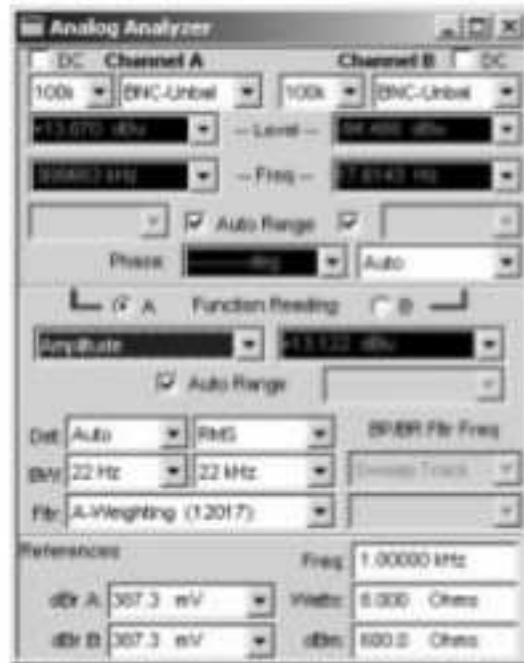 Analog Analyzer
DC Channel A Channel B DC
100k BNC-Unbal 100k BNC-Unbal
dBu -- Level -- dBu
kHz -- Freq -- Hz
Auto Range
Phase deg Auto
A Function Reading B
Amplitude dBu
Auto Range
Det Auto RMS BP/BR Fltr Freq
BW 22 Hz 22 kHz Sweep Track
Fltr A-Weighting (12017)
References
Freq 1.00000 kHz
dBr A 387.3 mV Watts 8.000 Ohms
dBr B 387.3 mV dBm 600.0 Ohms